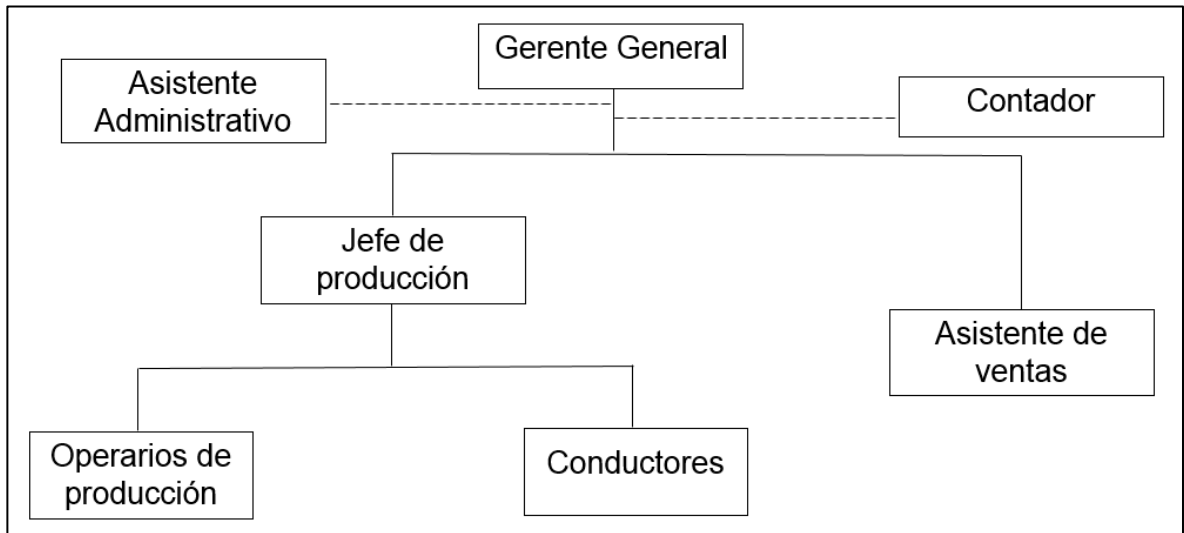 Gerente General
Asistente
Administrativo
Contador
Jefe de
producción
Asistente de
ventas
Operarios de
producción
Conductores